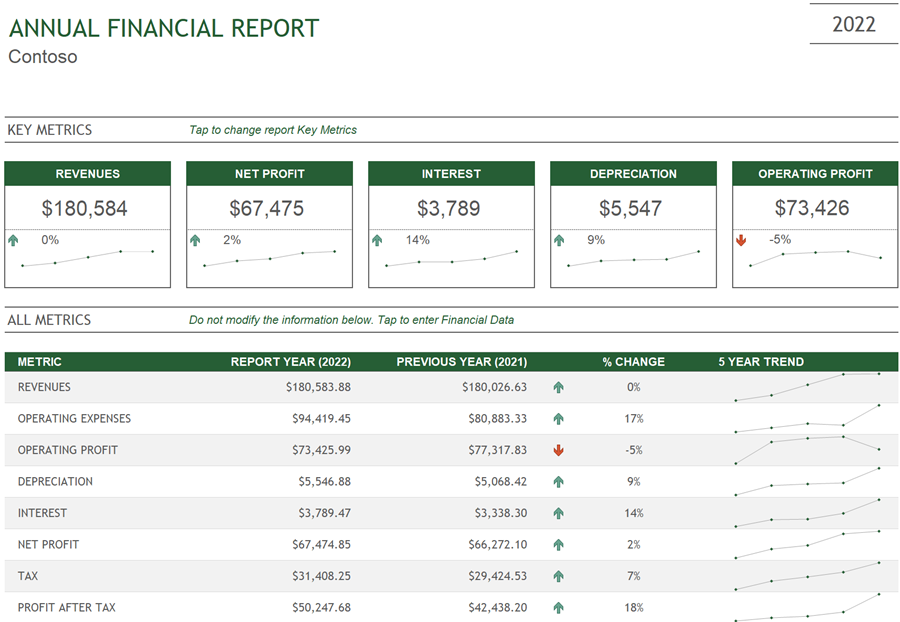 ANNUAL FINANCIAL REPORT
2022
Contoso
KEY METRICS Tap to change report Key Metrics
REVENUES NET PROFIT INTEREST DEPRECIATION OPERATING PROFIT
$180,584 $67,475 $3,789 $5,547 $73,426
0% 2% 14% 9% -5%
ALL METRICS Do not modify the information below. Tap to enter Financial Data
METRIC REPORT YEAR (2022) PREVIOUS YEAR (2021) % CHANGE 5 YEAR TREND
REVENUES $180,583.88 $180,026.63 0%
OPERATING EXPENSES $94,419.45 $80,883.33 17%
OPERATING PROFIT $73,425.99 $77,317.83 -5%
DEPRECIATION $5,546.88 $5,068.42 9%
INTEREST $3,789.47 $3,338.30 14%
NET PROFIT $67,474.85 $66,272.10 2%
TAX $31,408.25 $29,424.53 7%
PROFIT AFTER TAX $50,247.68 $42,438.20 18%